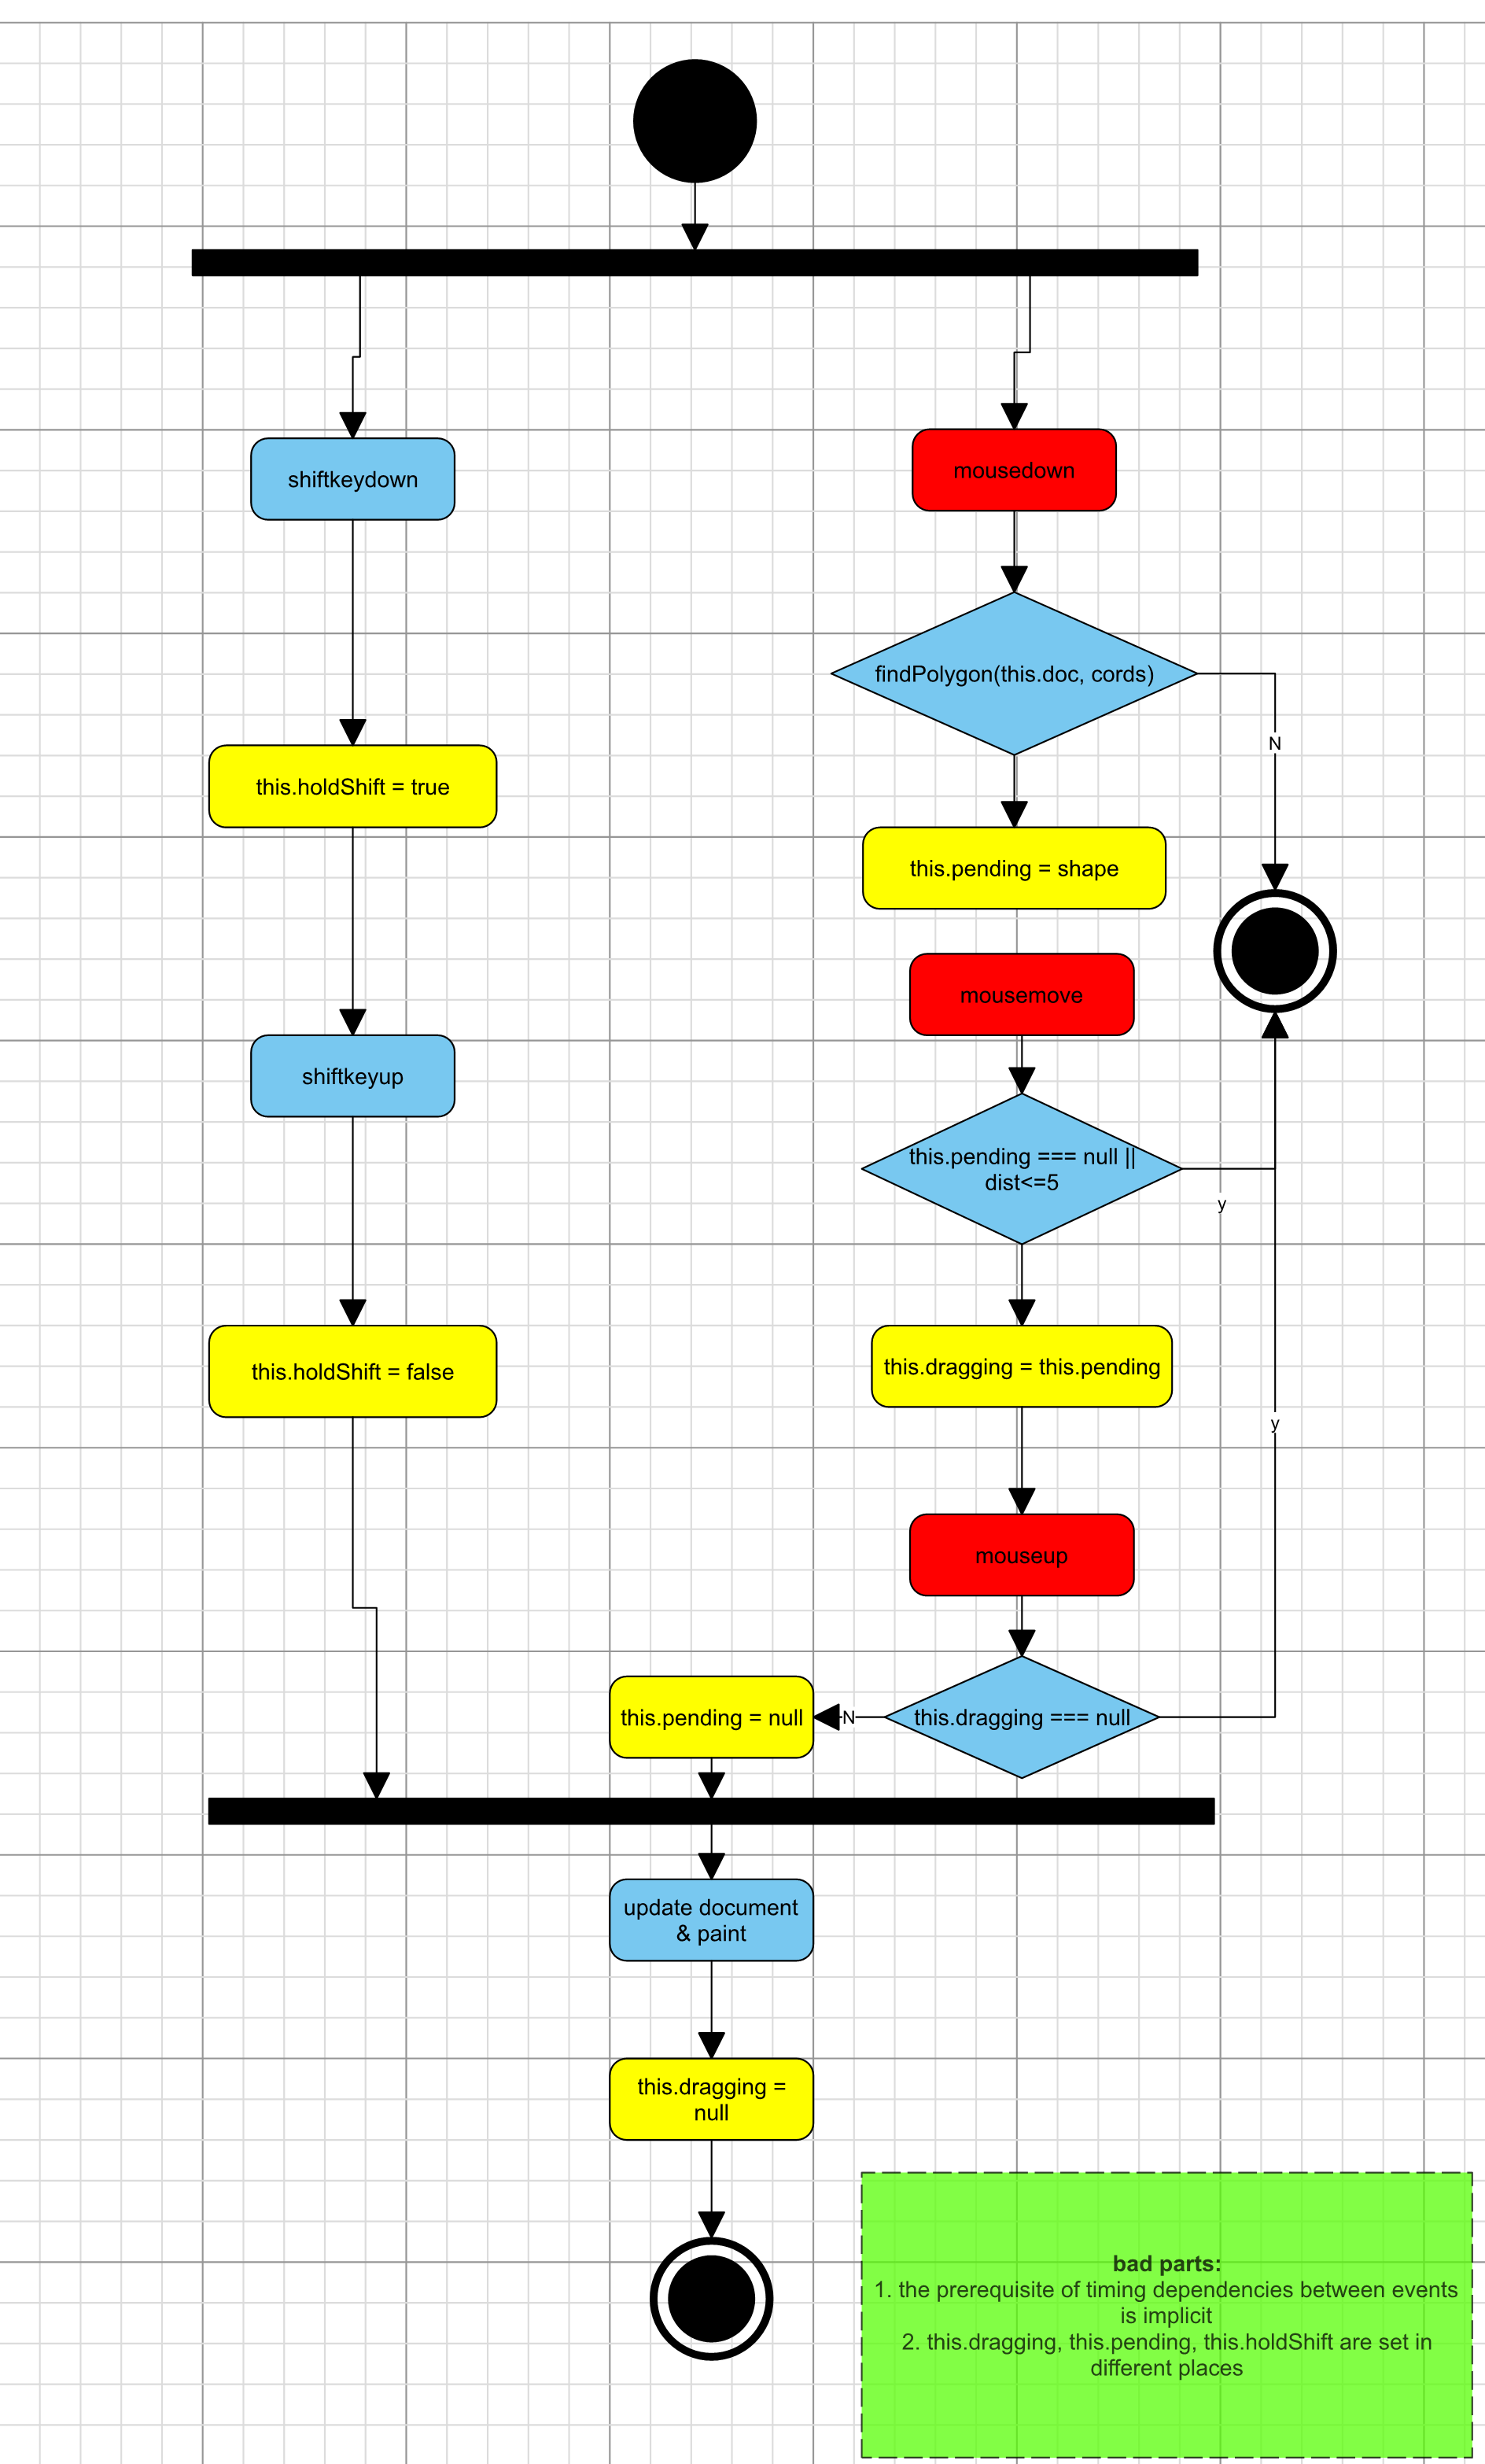 shiftkeydown
mousedown
findPolygon(this.doc, cords)
N
this.holdShift = true
this.pending = shape
mousemove
shiftkeyup
this.pending === null ||
dist<=5
y
this.holdShift = false
this.dragging = this.pending
y
mouseup
this.pending = null
N
this.dragging === null
update document
& paint
this.dragging =
null
bad parts:
1. the prerequisite of timing dependencies between events
is implicit
2. this.dragging, this.pending, this.holdShift are set in
different places